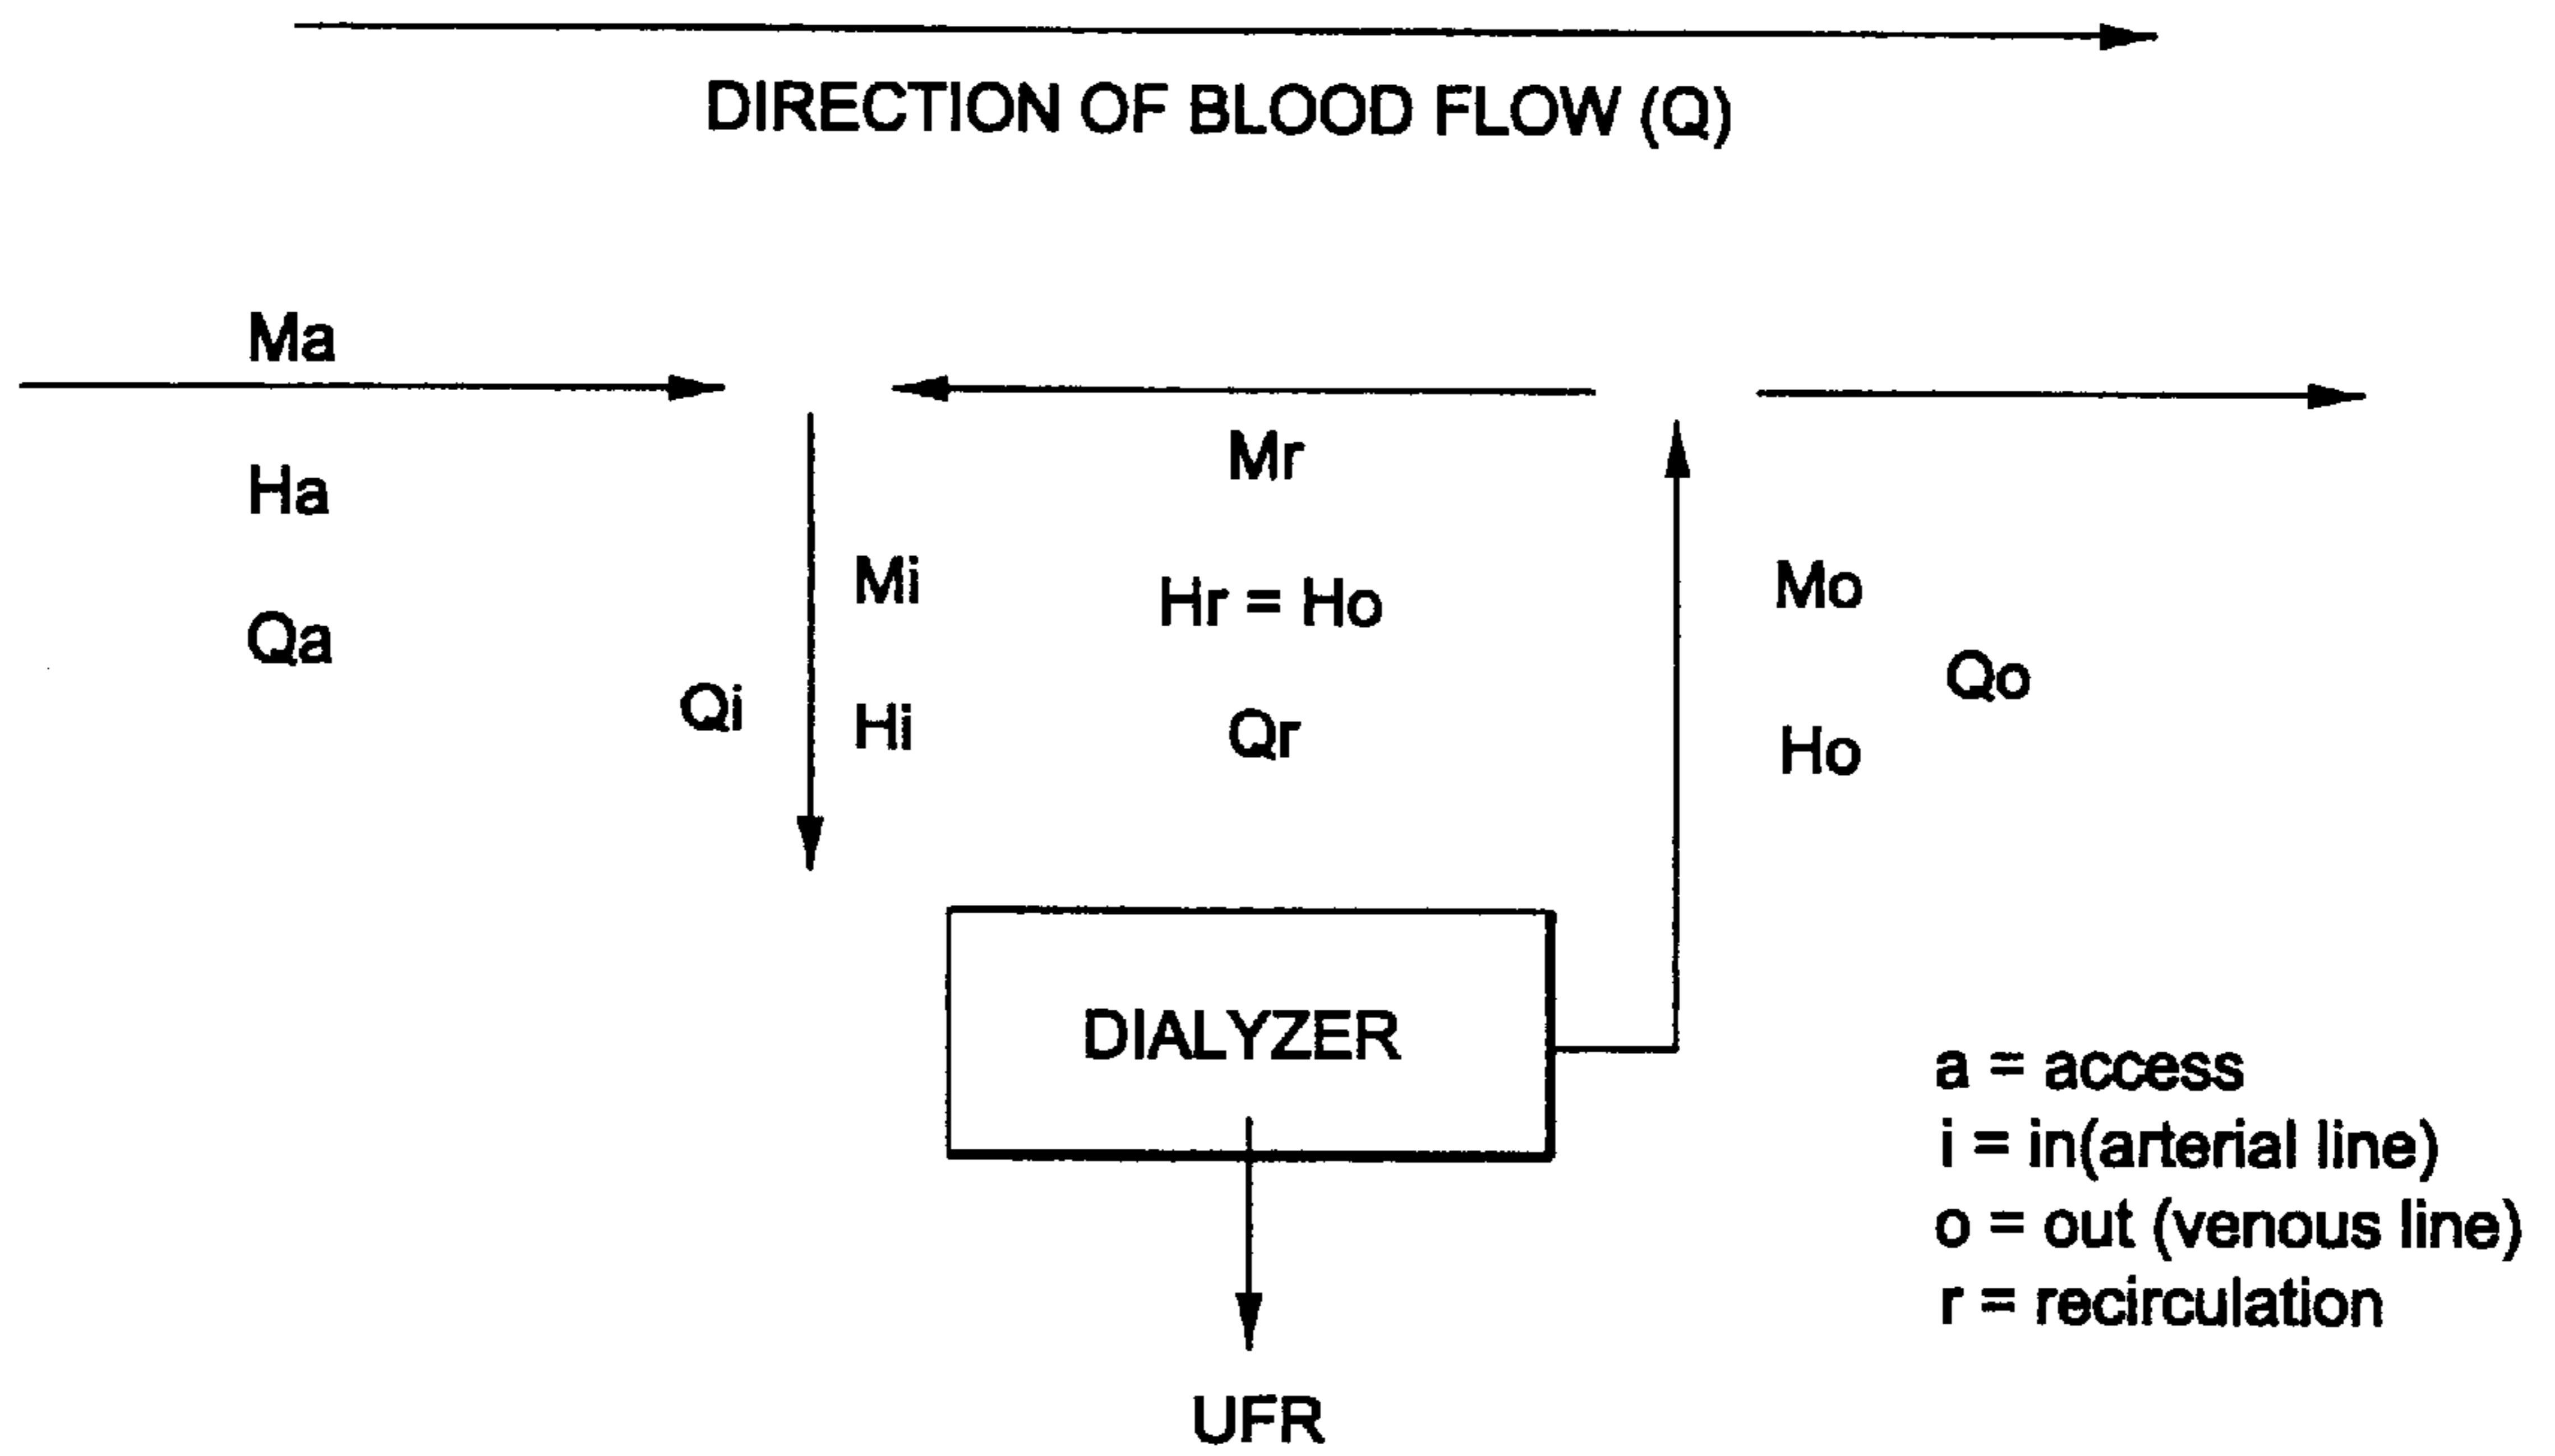 DIRECTION OF BLOOD FLOW (Q)
Ma
Ha
Qa
Qi
Mi
Hi
Mr
Hr = Ho
Qr
Mo
Qo
Ho
DIALYZER
UFR
a = access
i = in(arterial line)
o = out (venous line)
r = recirculation